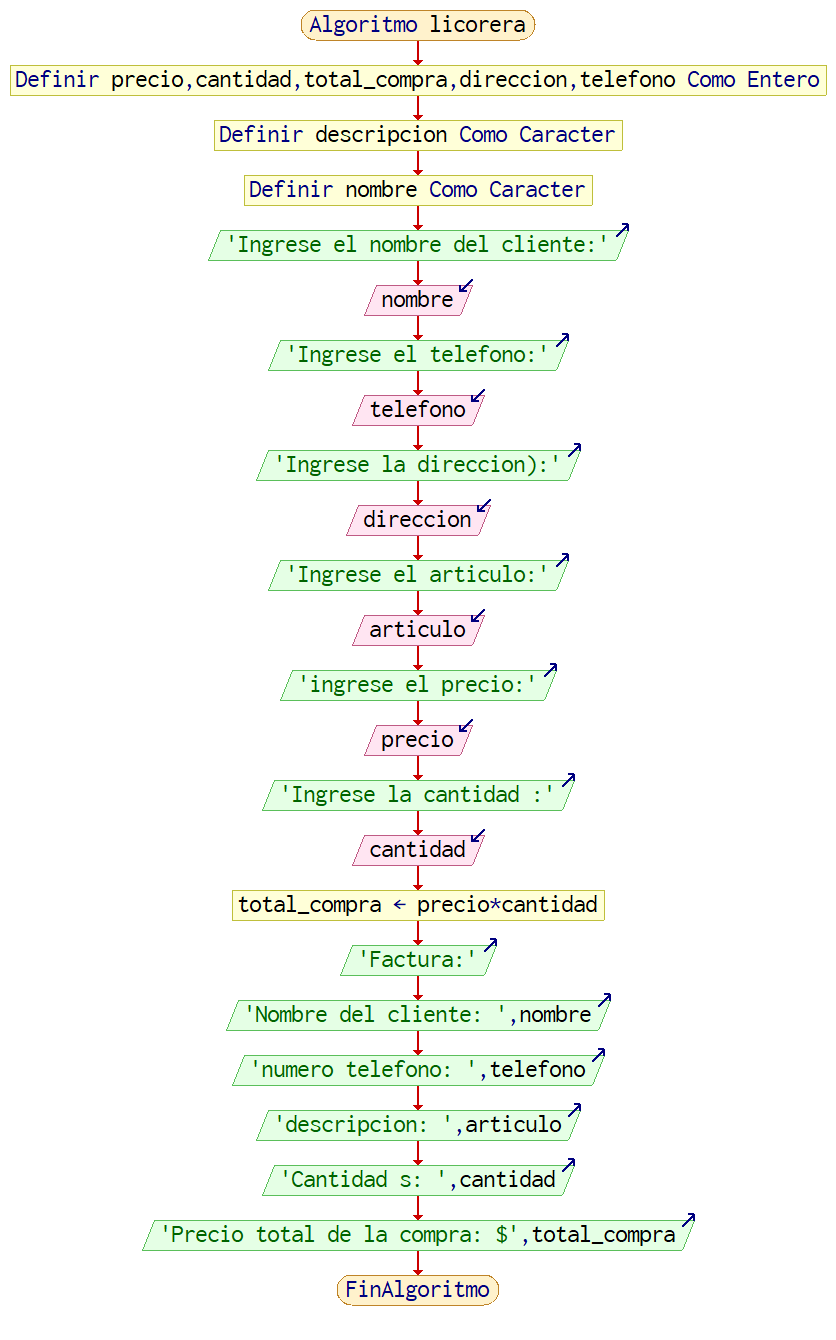 Algoritmo licorera
Definir precio,cantidad,total_compra,direccion,telefono Como Entero
Definir descripcion Como Caracter
Definir nombre Como Caracter
'Ingrese el nombre del cliente:'
nombre
'Ingrese el telefono:'
telefono
'Ingrese la direccion):'
direccion
'Ingrese el articulo:'
articulo
'ingrese el precio:'
precio
'Ingrese la cantidad :'
cantidad
total_compra ← precio*cantidad
'Factura:'
'Nombre del cliente: ',nombre
'numero telefono: ',telefono
'descripcion: ',articulo
'Cantidad s: ',cantidad
'Precio total de la compra: $',total_compra
FinAlgoritmo